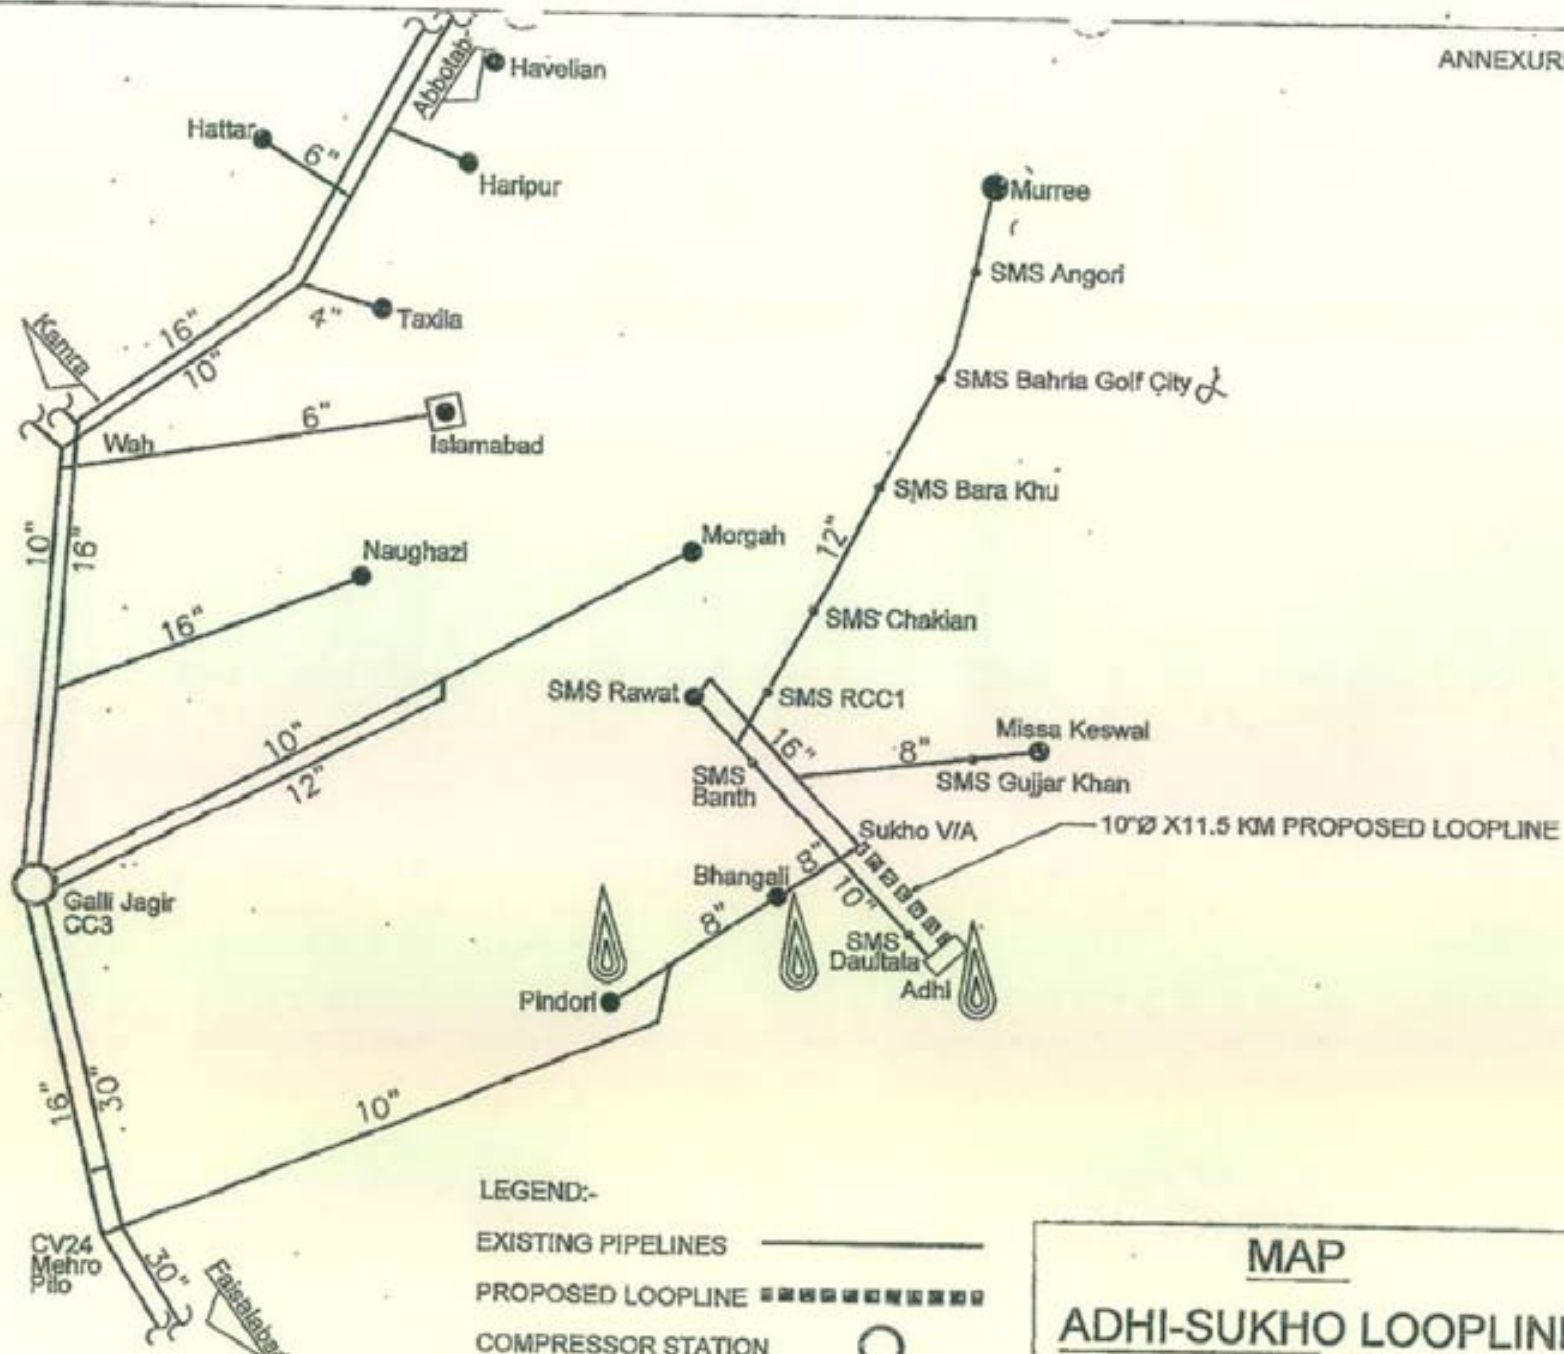 ANNEXUR
Abbotab
Havelian
Hattar
6"
Haripur
Murree
SMS Angori
4"
Taxila
Kamra
16"
10"
SMS Bahria Golf City
Wah
6"
Islamabad
SMS Bara Khu
10"
16"
Naughazi
Morgah
12"
16"
SMS Chakian
SMS Rawat
SMS RCC1
10"
12"
16"
8"
Missa Keswal
SMS Gujjar Khan
SMS
Banth
Sukho V/A
10"Ø X11.5 KM PROPOSED LOOPLINE
8"
Bhangali
10"
Galli Jagir
CC3
8"
SMS
Daultala
Adhi
Pindori
16"
30"
10"
CV24
Mehro
Pilo
30"
Faisalaba
LEGEND:-
EXISTING PIPELINES
PROPOSED LOOPLINE
COMPRESSOR STATION
MAP
ADHI-SUKHO LOOPLINE